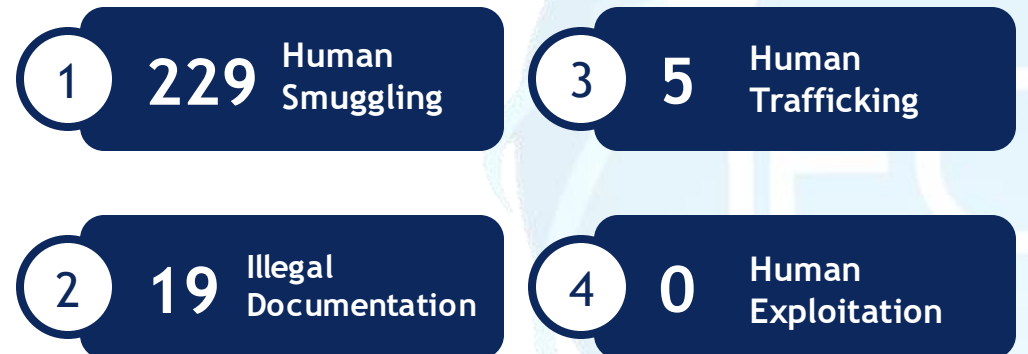 1
229
Human
Smuggling
3
5
Human
Trafficking
2
19
Illegal
Documentation
4
0
Human
Exploitation